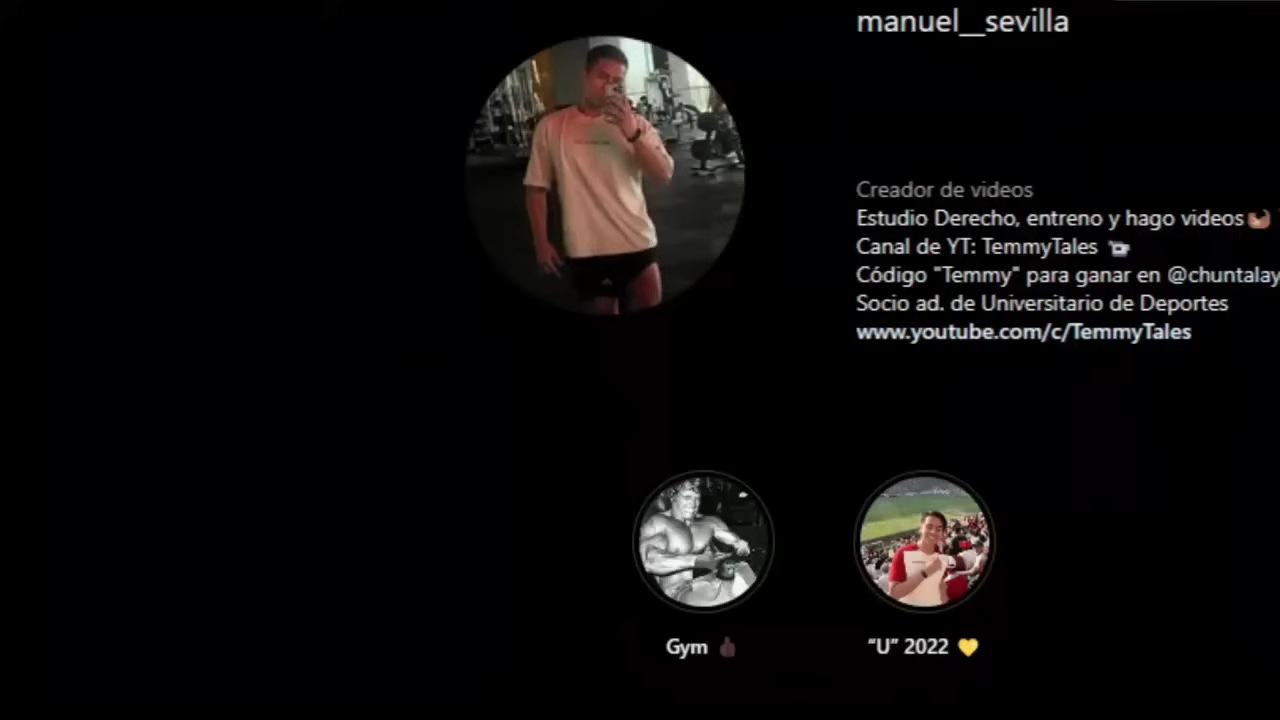 manuel__sevilla
Creador de videos
Estudio Derecho, entreno y hago videos
Canal de YT: TemmyTales
Código "Temmy" para ganar en @chuntalay
Socio ad. de Universitario de Deportes
www.youtube.com/c/TemmyTales
Gym
“U” 2022